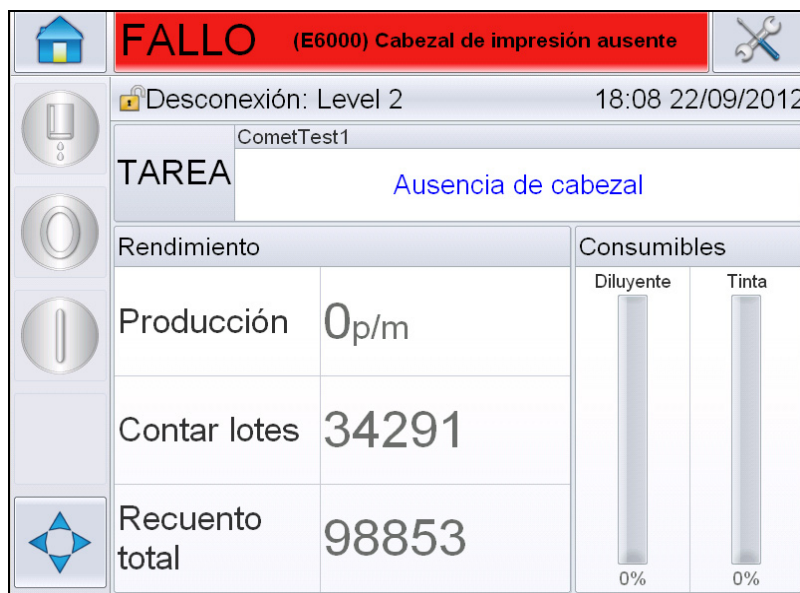 FALLO (E6000) Cabezal de impresión ausente
Desconexión: Level 2 18:08 22/09/2012
CometTest1
TAREA
Ausencia de cabezal
Rendimiento
Producción 0p/m
Contar lotes 34291
Recuento total 98853
Consumibles
Diluyente Tinta
0% 0%